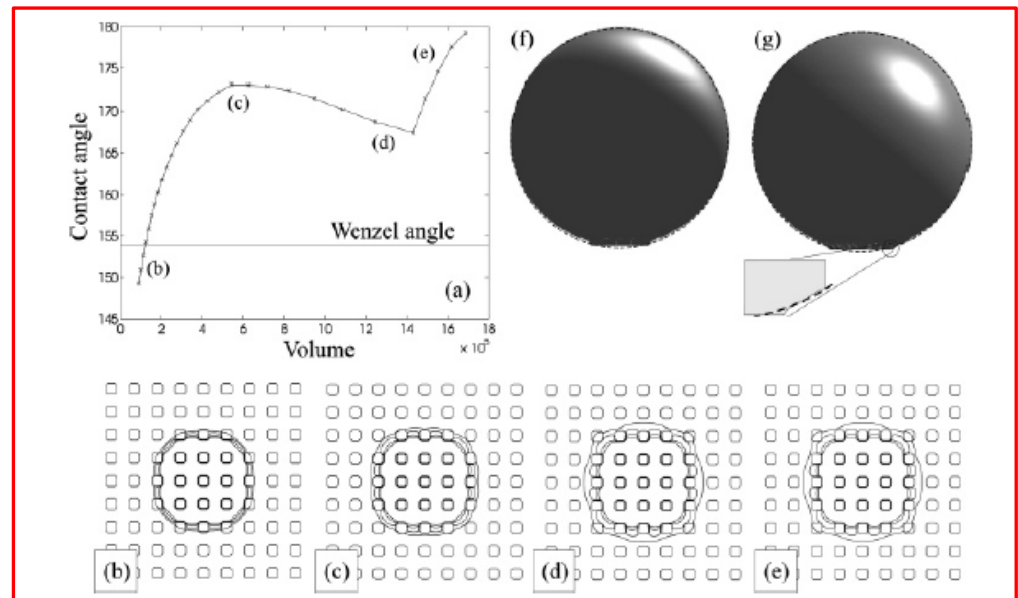 180
175
170
165
160
155
150
145
Contact angle
(e)
(c)
(d)
Wenzel angle
(b)
(a)
0 2 4 6 8 10 12 14 16 18
Volume
× 10⁵
(f)
(g)
(b)
(c)
(d)
(e)